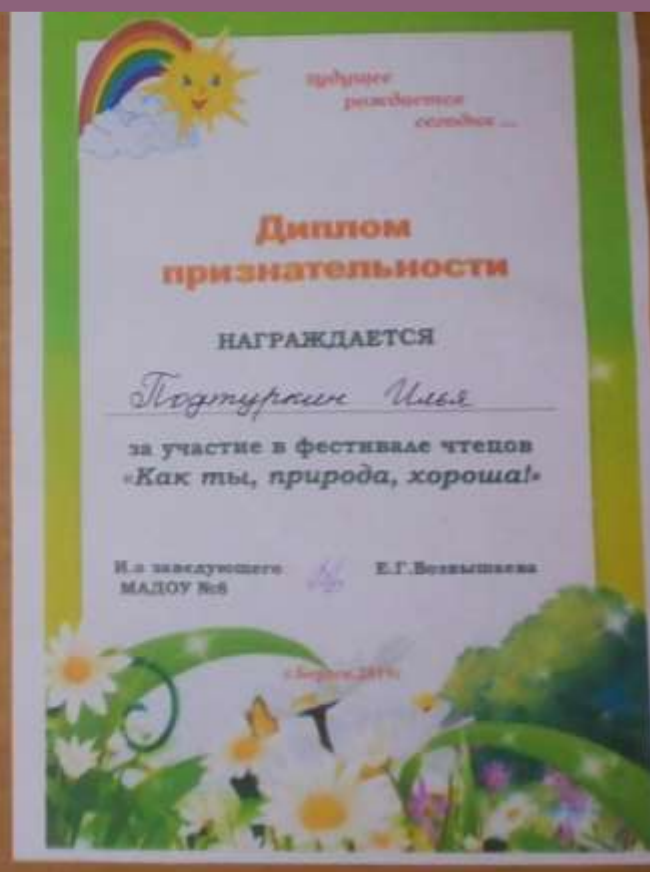 будущее
рождается
сегодня ...
Диплом
признательности
НАГРАЖДАЕТСЯ
Подтуркин Илья
за участие в фестивале чтецов
«Как ты, природа, хороша!»
И.о заведующего
МАДОУ №6
Е.Г.Возвышаева